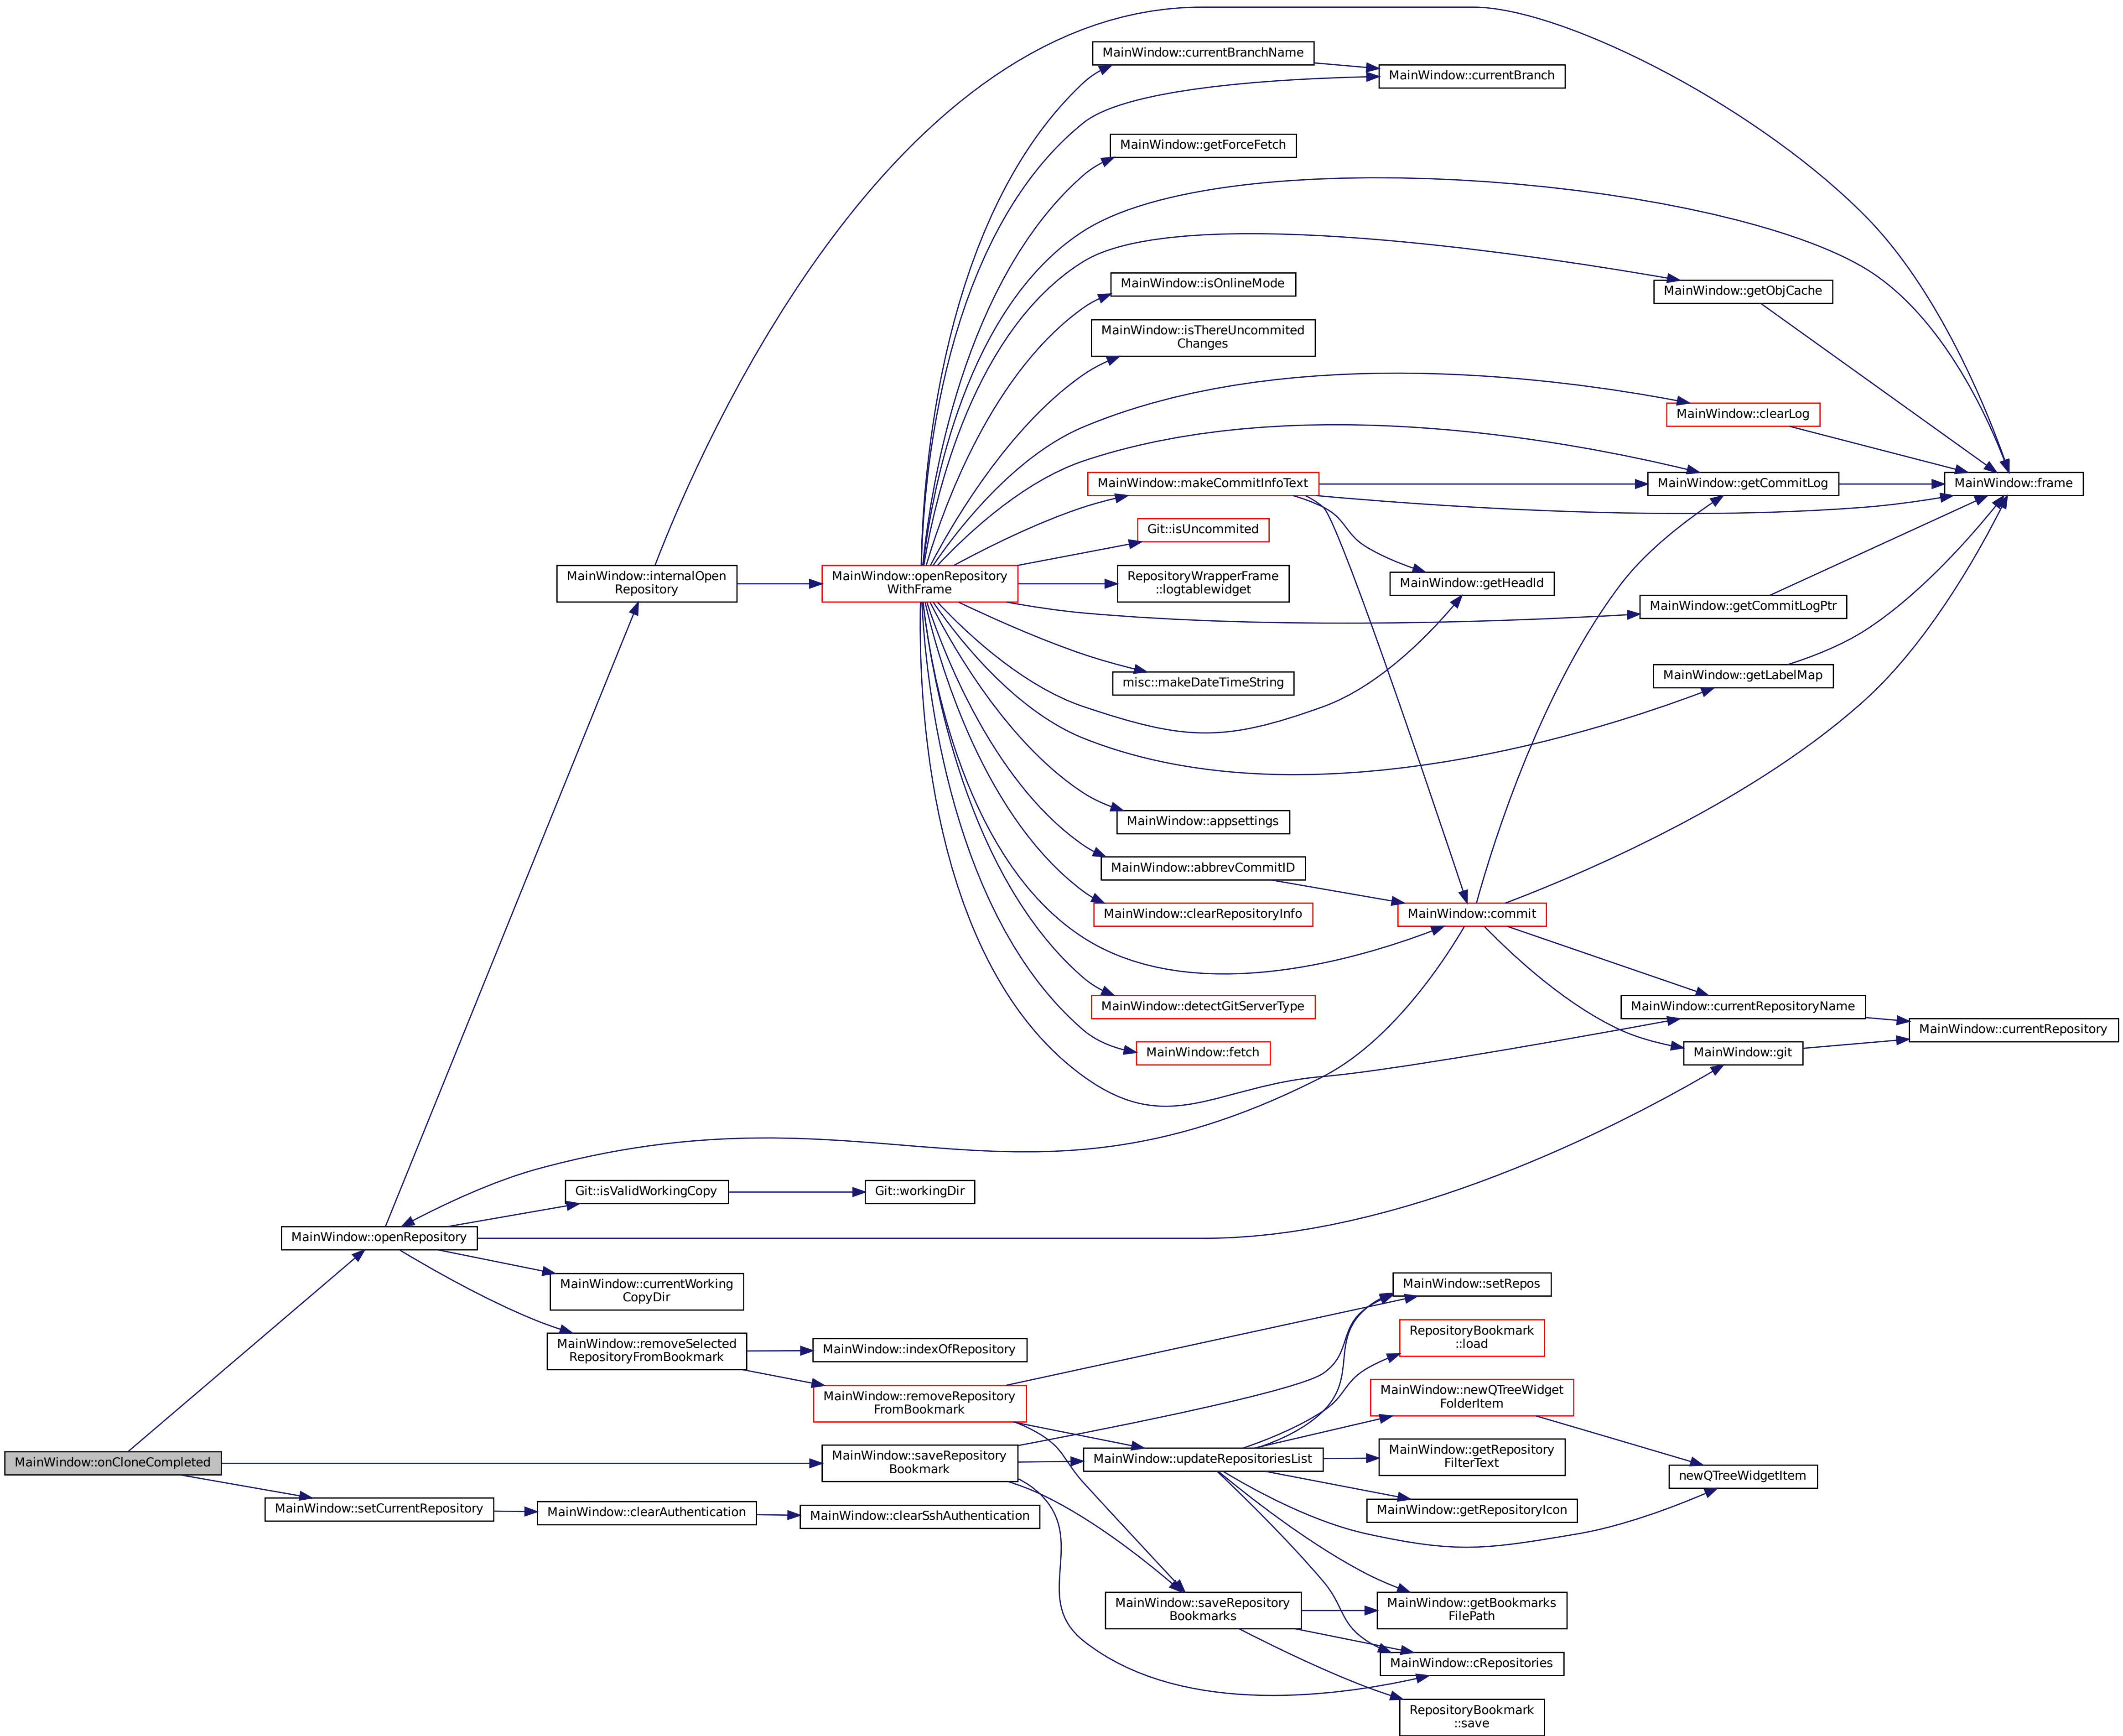 MainWindow::currentBranchName
MainWindow::currentBranch
MainWindow::getForceFetch
MainWindow::isOnlineMode
MainWindow::getObjCache
MainWindow::isThereUncommited
Changes
MainWindow::clearLog
MainWindow::makeCommitInfoText
MainWindow::getCommitLog
MainWindow::frame
Git::isUncommited
MainWindow::internalOpen
Repository
MainWindow::openRepository
WithFrame
RepositoryWrapperFrame
::logtablewidget
MainWindow::getHeadId
MainWindow::getCommitLogPtr
misc::makeDateTimeString
MainWindow::getLabelMap
MainWindow::appsettings
MainWindow::abbrevCommitID
MainWindow::clearRepositoryInfo
MainWindow::commit
MainWindow::detectGitServerType
MainWindow::currentRepositoryName
MainWindow::currentRepository
MainWindow::fetch
MainWindow::git
Git::isValidWorkingCopy
Git::workingDir
MainWindow::openRepository
MainWindow::currentWorking
CopyDir
MainWindow::setRepos
MainWindow::removeSelected
RepositoryFromBookmark
MainWindow::indexOfRepository
RepositoryBookmark
::load
MainWindow::removeRepository
FromBookmark
MainWindow::newQTreeWidget
FolderItem
MainWindow::onCloneCompleted
MainWindow::saveRepository
Bookmark
MainWindow::updateRepositoriesList
MainWindow::getRepository
FilterText
newQTreeWidgetItem
MainWindow::setCurrentRepository
MainWindow::clearAuthentication
MainWindow::clearSshAuthentication
MainWindow::getRepositoryIcon
MainWindow::saveRepository
Bookmarks
MainWindow::getBookmarks
FilePath
MainWindow::cRepositories
RepositoryBookmark
::save